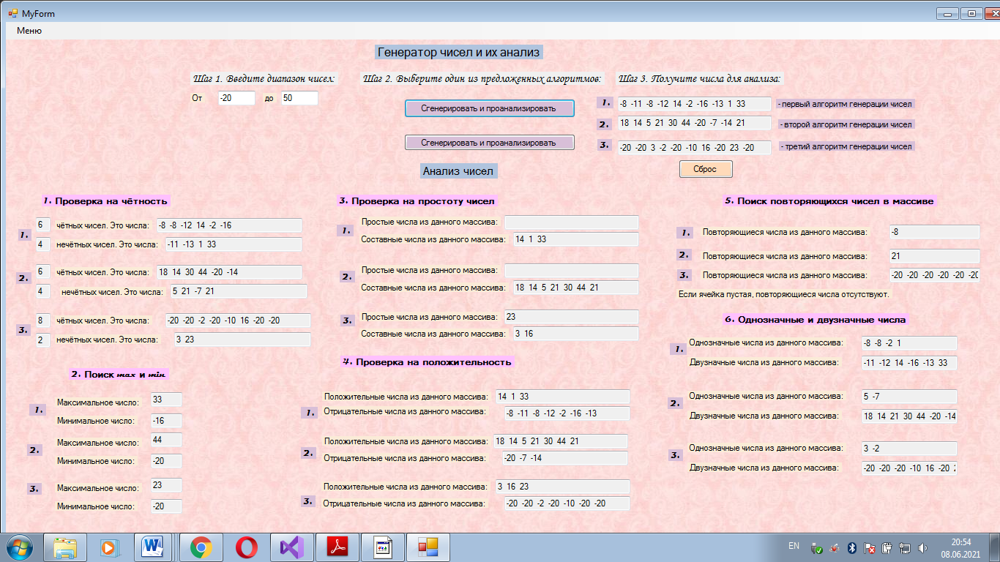 MyForm
Меню
Генератор чисел и их анализ
Шаг 1. Введите диапазон чисел:
От -20 до 50
Шаг 2. Выберите один из предложенных алгоритмов:
Сгенерировать и проанализировать
Сгенерировать и проанализировать
Шаг 3. Получите числа для анализа:
1. -8 -11 -8 -12 14 -2 -16 -13 1 33 - первый алгоритм генерации чисел
2. 18 14 5 21 30 44 -20 -7 -14 21 - второй алгоритм генерации чисел
3. -20 -20 3 -2 -20 -10 16 -20 23 -20 - третий алгоритм генерации чисел
Сброс
Анализ чисел
1. Проверка на чётность
1.
6 чётных чисел. Это числа: -8 -8 -12 14 -2 -16
4 нечётных чисел. Это числа: -11 -13 1 33
2.
6 чётных чисел. Это числа: 18 14 30 44 -20 -14
4 нечётных чисел. Это числа: 5 21 -7 21
3.
8 чётных чисел. Это числа: -20 -20 -2 -20 -10 16 -20 -20
2 нечётных чисел. Это числа: 3 23
2. Поиск max и min
1.
Максимальное число: 33
Минимальное число: -16
2.
Максимальное число: 44
Минимальное число: -20
3.
Максимальное число: 23
Минимальное число: -20
3. Проверка на простоту чисел
1.
Простые числа из данного массива:
Составные числа из данного массива: 14 1 33
2.
Простые числа из данного массива:
Составные числа из данного массива: 18 14 5 21 30 44 21
3.
Простые числа из данного массива: 23
Составные числа из данного массива: 3 16
4. Проверка на положительность
1.
Положительные числа из данного массива: 14 1 33
Отрицательные числа из данного массива: -8 -11 -8 -12 -2 -16 -13
2.
Положительные числа из данного массива: 18 14 5 21 30 44 21
Отрицательные числа из данного массива: -20 -7 -14
3.
Положительные числа из данного массива: 3 16 23
Отрицательные числа из данного массива: -20 -20 -2 -20 -10 -20 -20
5. Поиск повторяющихся чисел в массиве
1. Повторяющиеся числа из данного массива: -8
2. Повторяющиеся числа из данного массива: 21
3. Повторяющиеся числа из данного массива: -20 -20 -20 -20 -20 -20
Если ячейка пустая, повторяющиеся числа отсутствуют.
6. Однозначные и двузначные числа
1.
Однозначные числа из данного массива: -8 -8 -2 1
Двузначные числа из данного массива: -11 -12 14 -16 -13 33
2.
Однозначные числа из данного массива: 5 -7
Двузначные числа из данного массива: 18 14 21 30 44 -20 -14
3.
Однозначные числа из данного массива: 3 -2
Двузначные числа из данного массива: -20 -20 -20 -10 16 -20
EN
20:54
08.06.2021